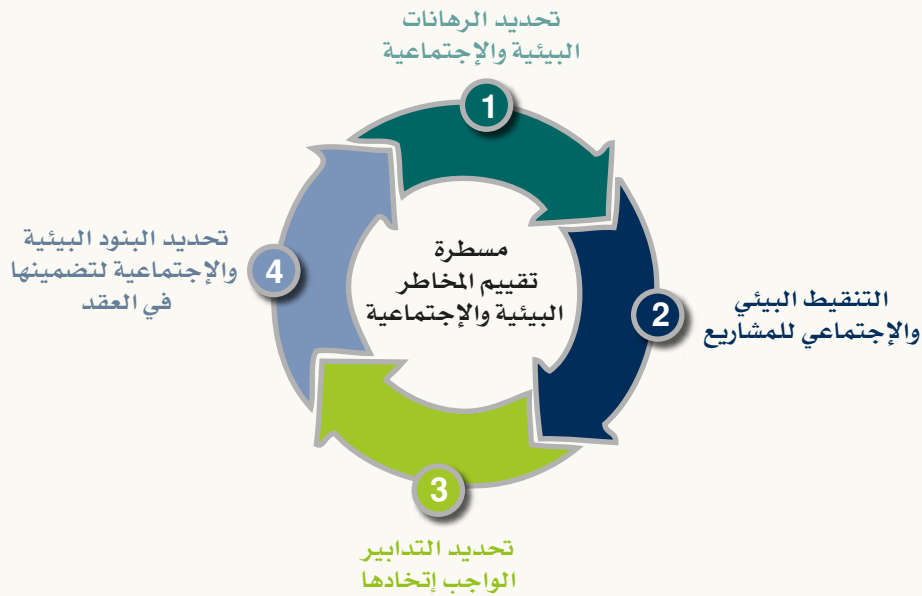 تحديد الرهانات
البيئية والإجتماعية
1
التنقيط البيئي
والإجتماعي للمشاريع
2
تحديد التدابير
الواجب إتخادها
3
تحديد البنود البيئية
والإجتماعية لتضمينها
في العقد
4
مسطرة
تقييم المخاطر
البيئية والإجتماعية